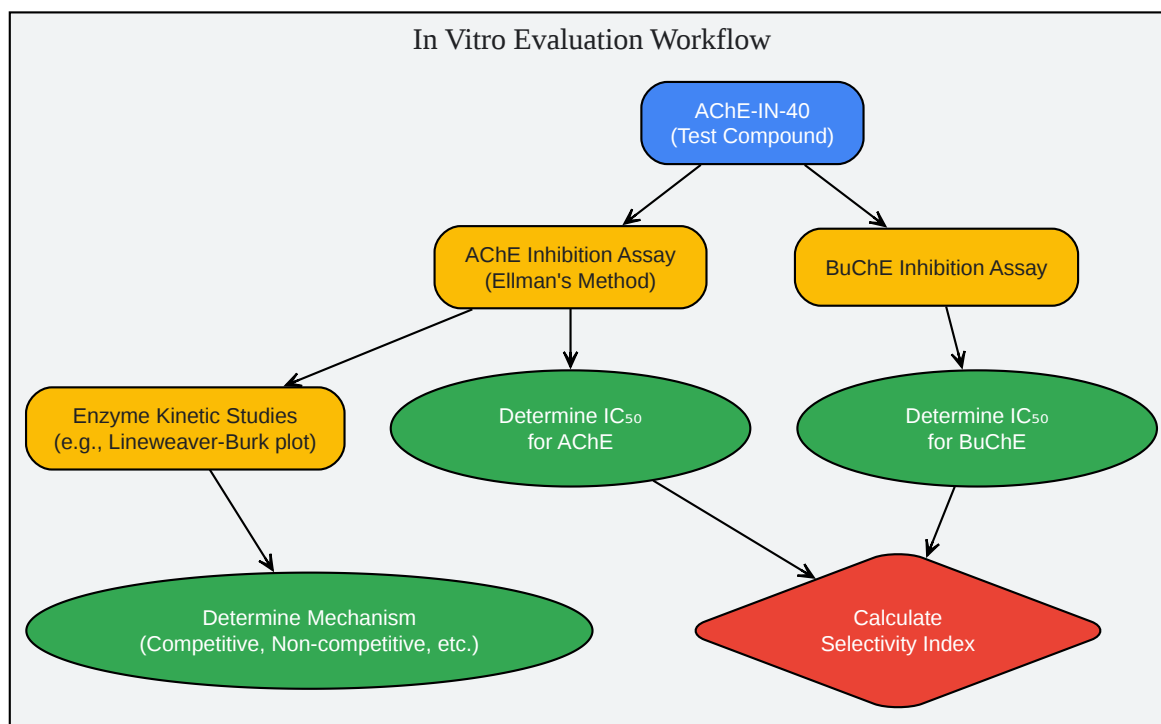 In Vitro Evaluation Workflow
AChE-IN-40
(Test Compound)
AChE Inhibition Assay
(Ellman's Method)
BuChE Inhibition Assay
Enzyme Kinetic Studies
(e.g., Lineweaver-Burk plot)
Determine IC₅₀
for AChE
Determine IC₅₀
for BuChE
Determine Mechanism
(Competitive, Non-competitive, etc.)
Calculate
Selectivity Index